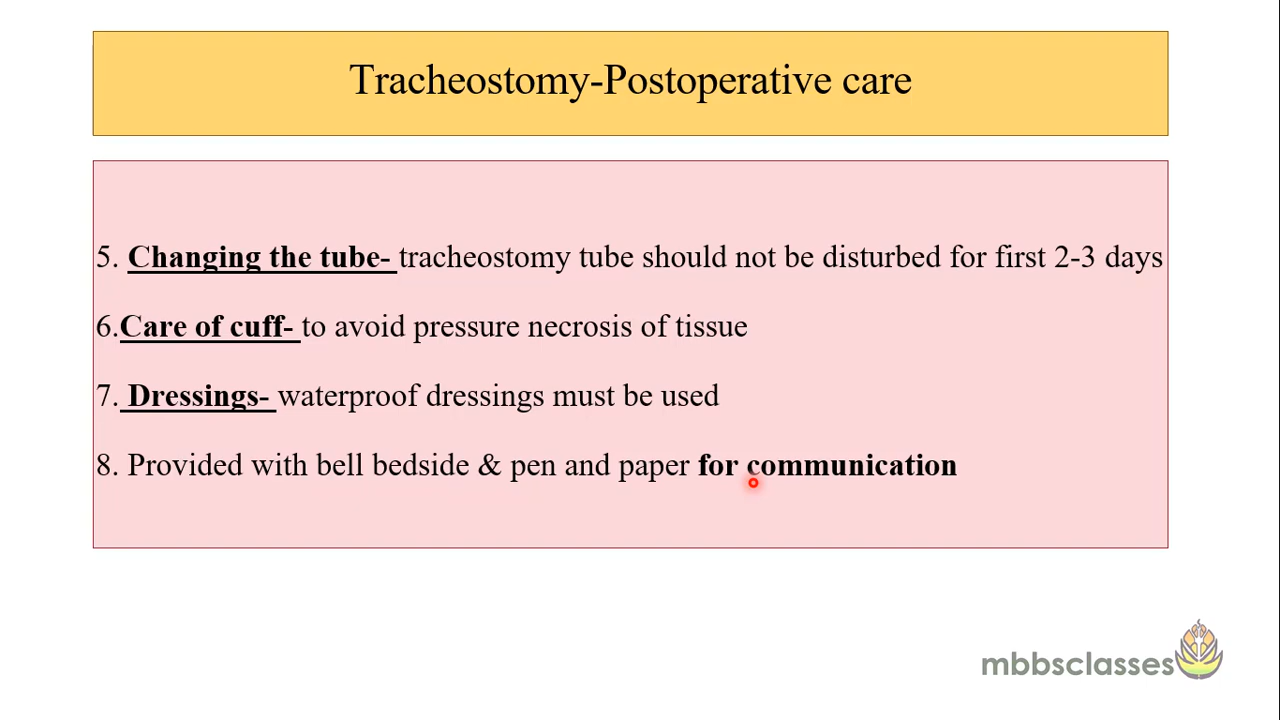 Tracheostomy-Postoperative care
5. Changing the tube- tracheostomy tube should not be disturbed for first 2-3 days
6.Care of cuff- to avoid pressure necrosis of tissue
7. Dressings- waterproof dressings must be used
8. Provided with bell bedside & pen and paper for communication
mbbsclasses